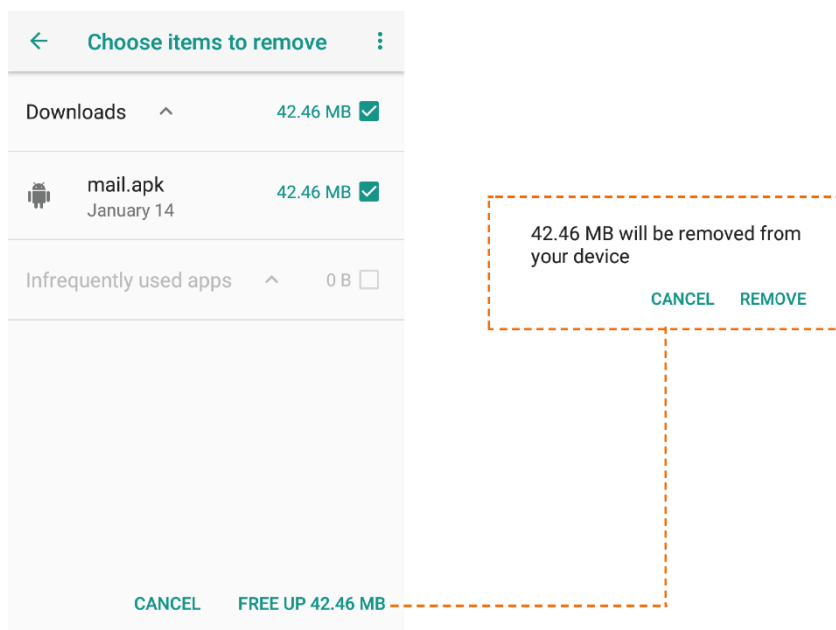 Choose items to remove
Downloads 42.46 MB
mail.apk 42.46 MB
January 14
Infrequently used apps 0 B
CANCEL FREE UP 42.46 MB
42.46 MB will be removed from
your device
CANCEL REMOVE